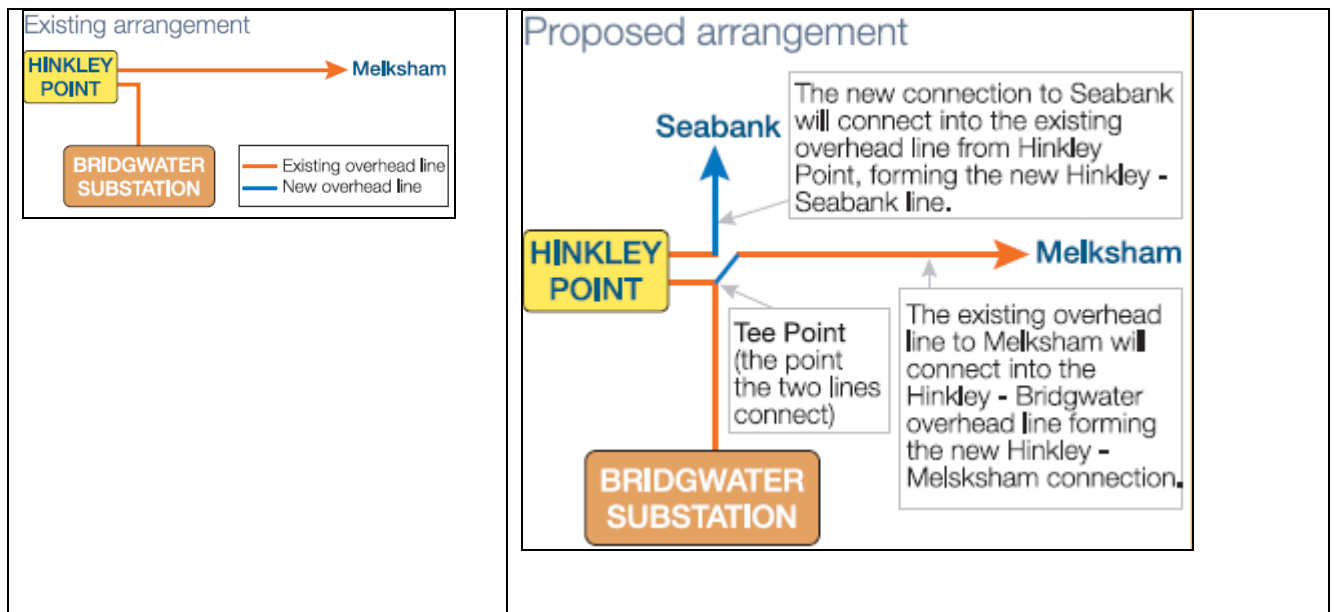 Existing arrangement
HINKLEY
POINT
Melksham
BRIDGWATER
SUBSTATION
Existing overhead line
New overhead line
Proposed arrangement
Seabank
The new connection to Seabank
will connect into the existing
overhead line from Hinkley
Point, forming the new Hinkley -
Seabank line.
HINKLEY
POINT
Melksham
Tee Point
(the point
the two lines
connect)
The existing overhead
line to Melksham will
connect into the
Hinkley - Bridgwater
overhead line forming
the new Hinkley -
Melsksham connection.
BRIDGWATER
SUBSTATION